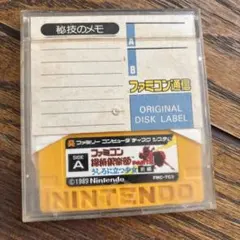 秘技のメモ
A
B
ファミコン通信
ORIGINAL
DISK LABEL
ファミリー コンピュータ ディスク システム
SIDE
A
ファミコン
探偵倶楽部
PARTII
うしろに立つ少女
前編
©1989 Nintendo
NINTENDO